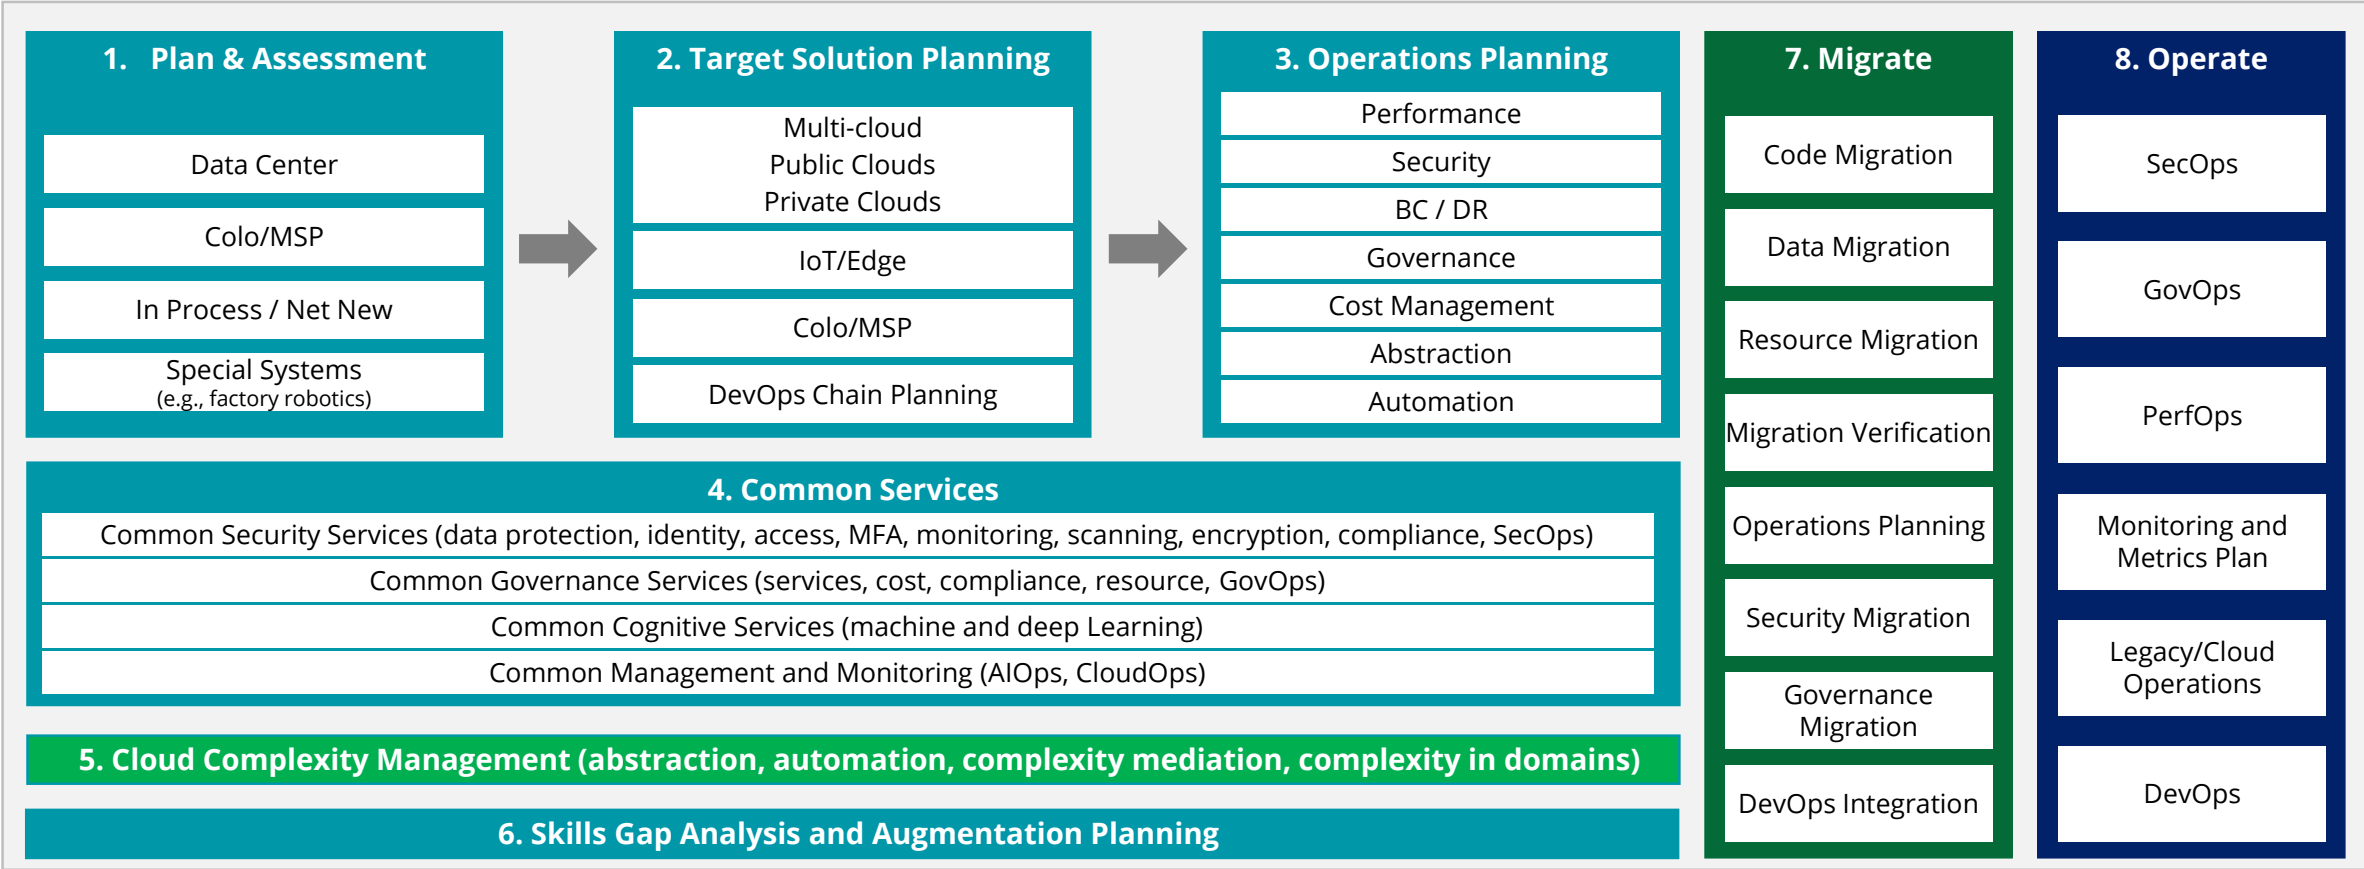 1. Plan & Assessment
Data Center
Colo/MSP
In Process / Net New
Special Systems
(e.g., factory robotics)
2. Target Solution Planning
Multi-cloud
Public Clouds
Private Clouds
IoT/Edge
Colo/MSP
DevOps Chain Planning
3. Operations Planning
Performance
Security
BC / DR
Governance
Cost Management
Abstraction
Automation
4. Common Services
Common Security Services (data protection, identity, access, MFA, monitoring, scanning, encryption, compliance, SecOps)
Common Governance Services (services, cost, compliance, resource, GovOps)
Common Cognitive Services (machine and deep Learning)
Common Management and Monitoring (AIOps, CloudOps)
5. Cloud Complexity Management (abstraction, automation, complexity mediation, complexity in domains)
6. Skills Gap Analysis and Augmentation Planning
7. Migrate
Code Migration
Data Migration
Resource Migration
Migration Verification
Operations Planning
Security Migration
Governance
Migration
DevOps Integration
8. Operate
SecOps
GovOps
PerfOps
Monitoring and
Metrics Plan
Legacy/Cloud
Operations
DevOps